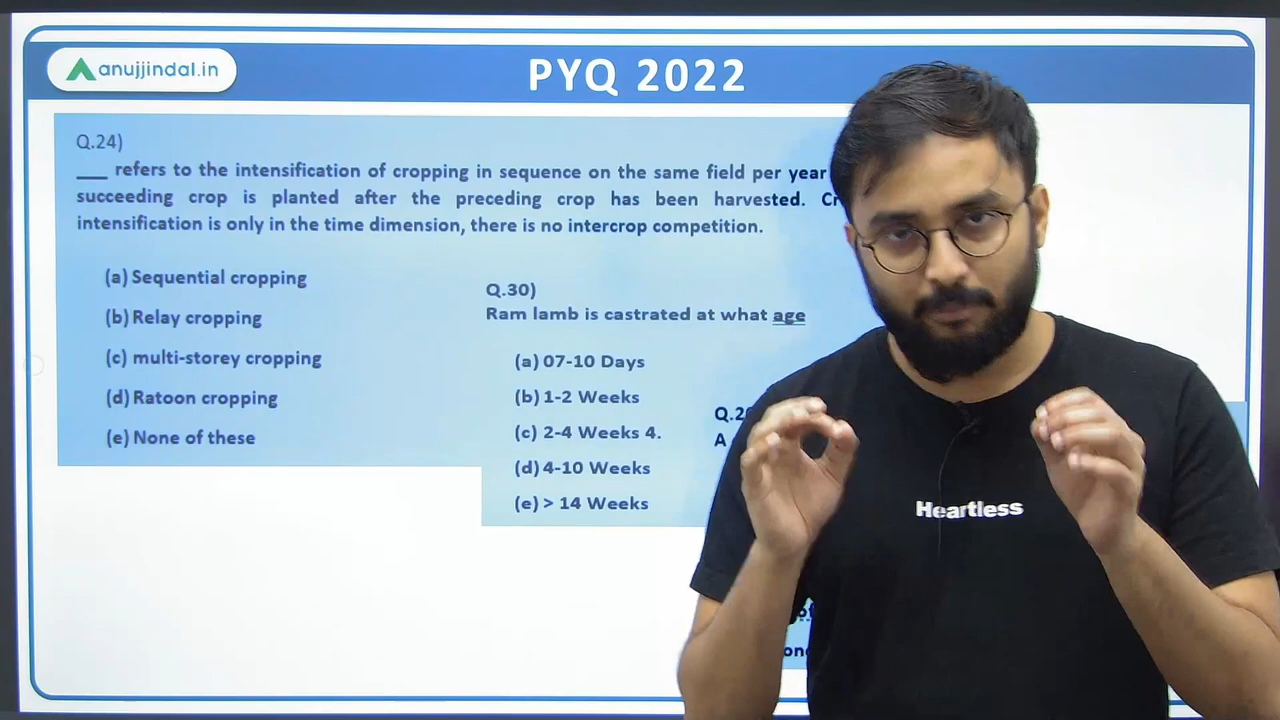 anujjindal.in
PYQ 2022
Q.24)
___ refers to the intensification of cropping in sequence on the same field per year
succeeding crop is planted after the preceding crop has been harvested.
intensification is only in the time dimension, there is no intercrop competition.
(a) Sequential cropping
(b) Relay cropping
(c) multi-storey cropping
(d) Ratoon cropping
(e) None of these
Q.30)
Ram lamb is castrated at what age
(a) 07-10 Days
(b) 1-2 Weeks
(c) 2-4 Weeks 4.
(d) 4-10 Weeks
(e) > 14 Weeks
A
Heartless